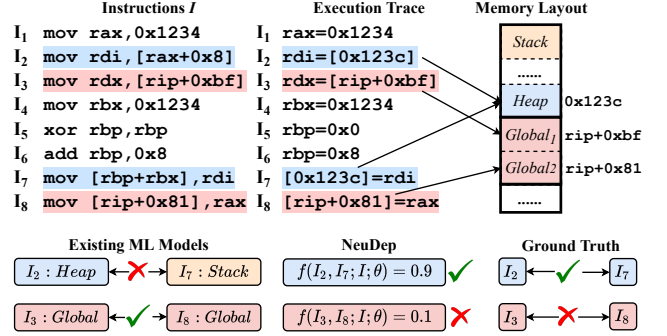 Instructions I Execution Trace Memory Layout
I1 mov rax,0x1234 I1 rax=0x1234 Stack
I2 mov rdi,[rax+0x8] I2 rdi=[0x123c]
I3 mov rdx,[rip+0xbf] I3 rdx=[rip+0xbf] ......
I4 mov rbx,0x1234 I4 rbx=0x1234 Heap 0x123c
I5 xor rbp,rbp I5 rbp=0x0 Global1 rip+0xbf
I6 add rbp,0x8 I6 rbp=0x8 Global2 rip+0x81
I7 mov [rbp+rbx],rdi I7 [0x123c]=rdi
I8 mov [rip+0x81],rax I8 [rip+0x81]=rax ......
Existing ML Models NeuDep Ground Truth
I2 : Heap I7 : Stack f(I2, I7; I; θ) = 0.9 I2 I7
I3 : Global I8 : Global f(I3, I8; I; θ) = 0.1 I3 I8